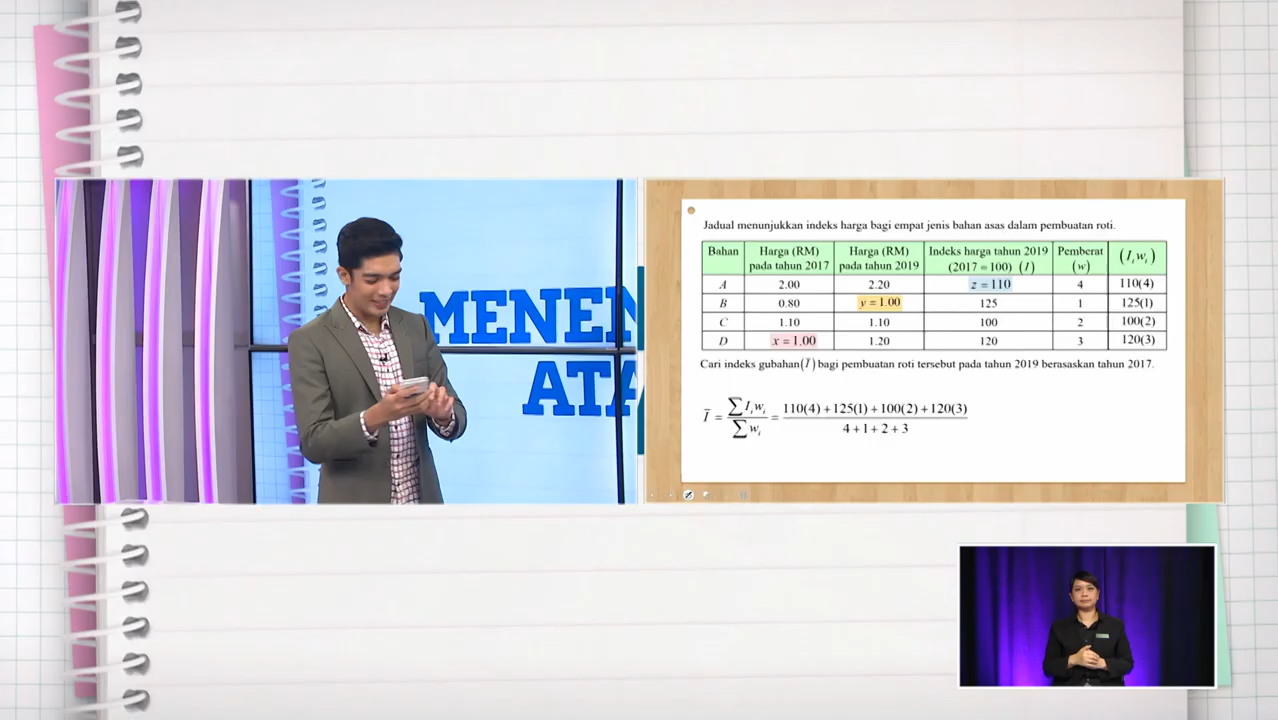 MENEN
ATA
Jadual menunjukkan indeks harga bagi empat jenis bahan asas dalam pembuatan roti.
Bahan Harga (RM) pada tahun 2017 Harga (RM) pada tahun 2019 Indeks harga tahun 2019 (2017 = 100) (I) Pemberat (w) (I_i w_i)
A 2.00 2.20 z = 110 4 110(4)
B 0.80 y = 1.00 125 1 125(1)
C 1.10 1.10 100 2 100(2)
D x = 1.00 1.20 120 3 120(3)
Cari indeks gubahan (Ī) bagi pembuatan roti tersebut pada tahun 2019 berasaskan tahun 2017.
Ī = ∑ I_i w_i / ∑ w_i = 110(4) + 125(1) + 100(2) + 120(3) / 4 + 1 + 2 + 3